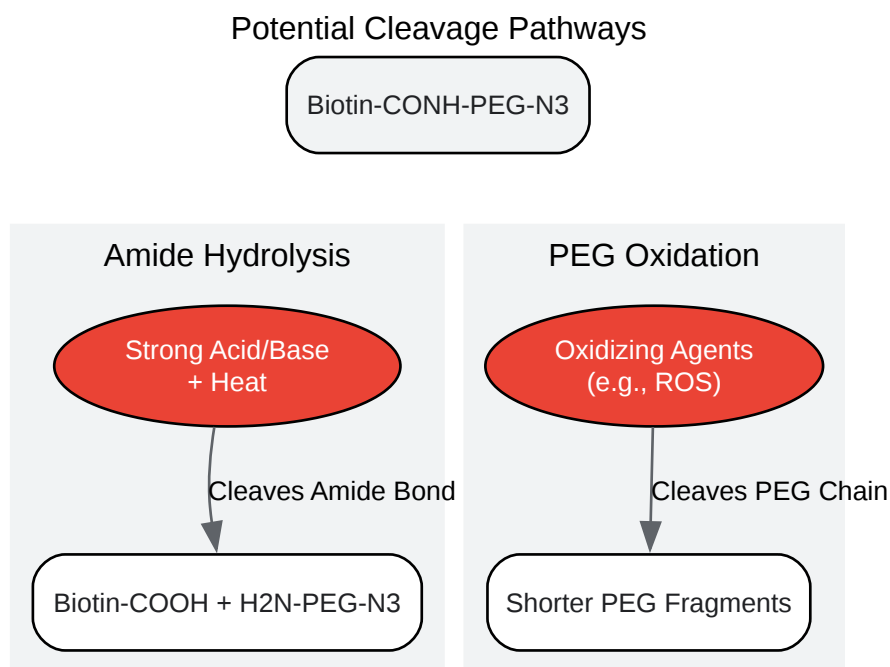 Potential Cleavage Pathways
Biotin-CONH-PEG-N3
Amide Hydrolysis
Strong Acid/Base
+ Heat
Cleaves Amide Bond
Biotin-COOH + H2N-PEG-N3
PEG Oxidation
Oxidizing Agents
(e.g., ROS)
Cleaves PEG Chain
Shorter PEG Fragments